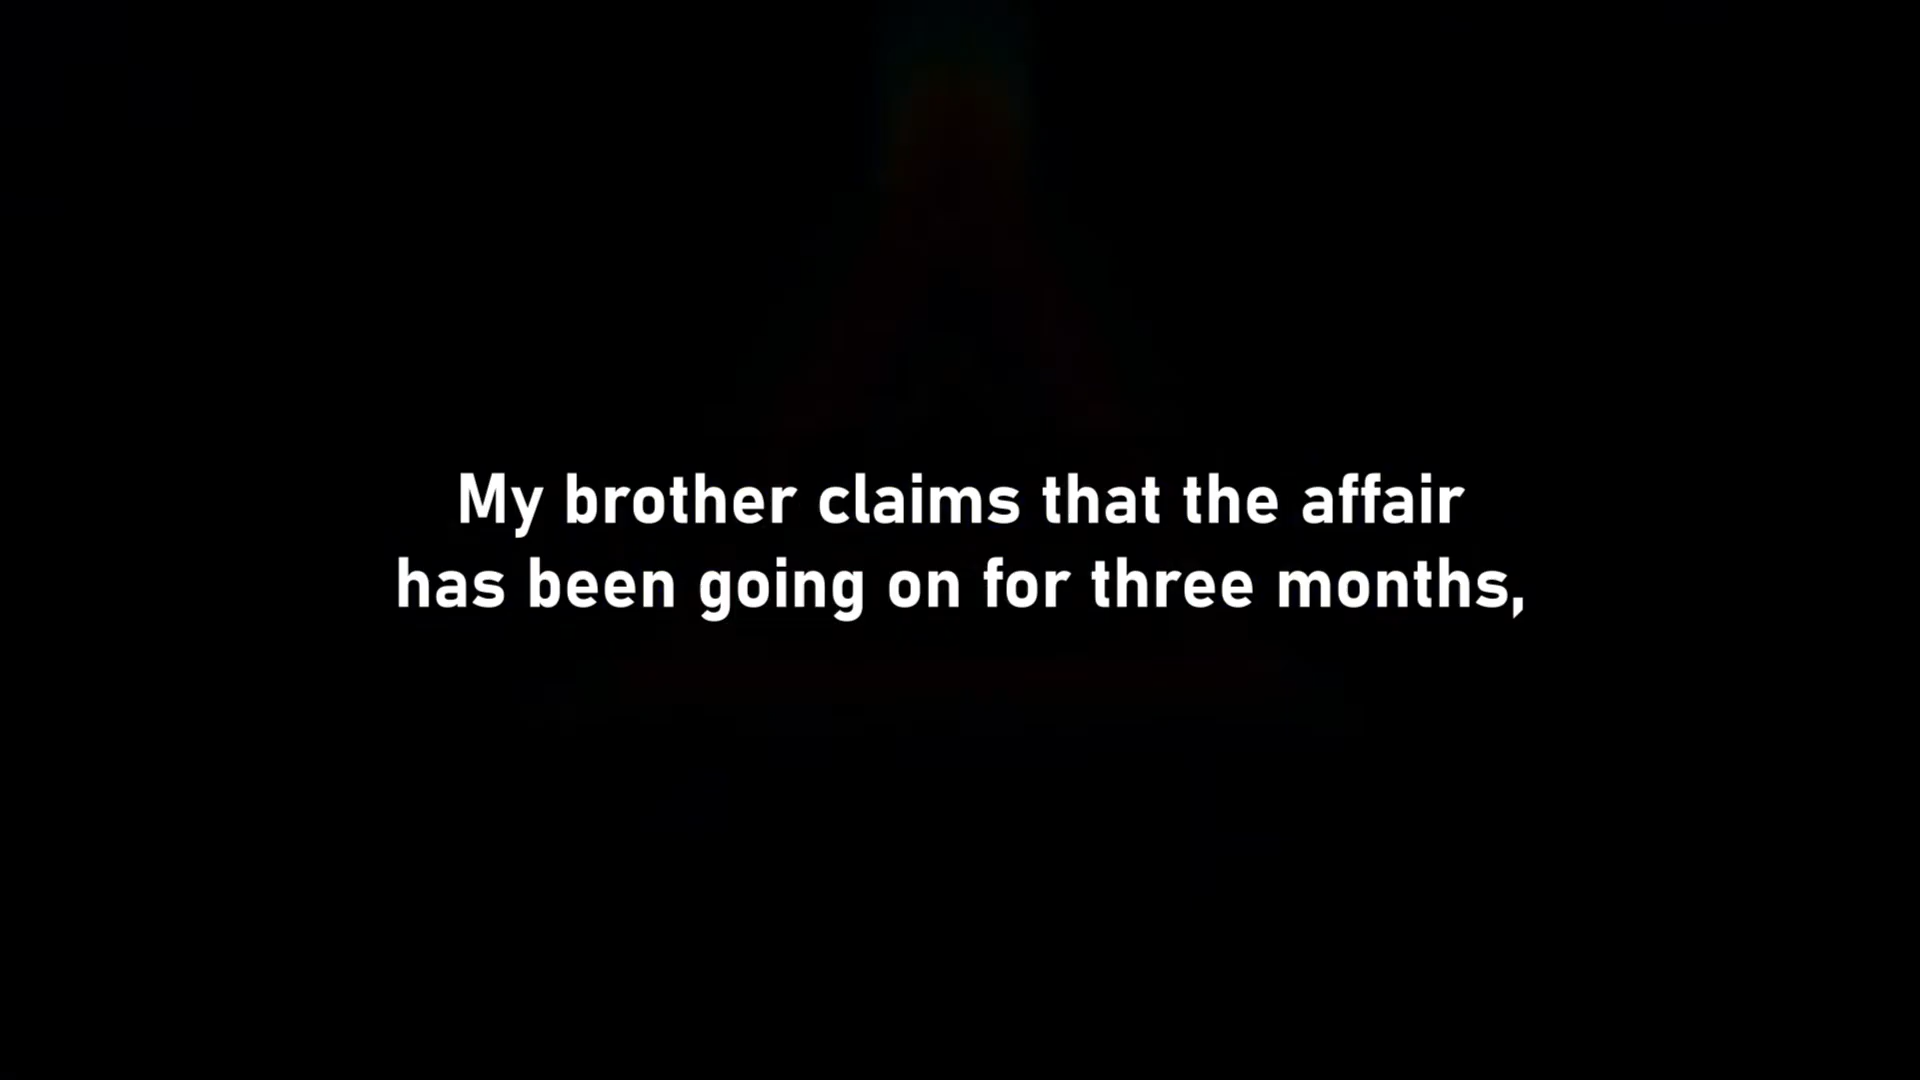 My brother claims that the affair
has been going on for three months,